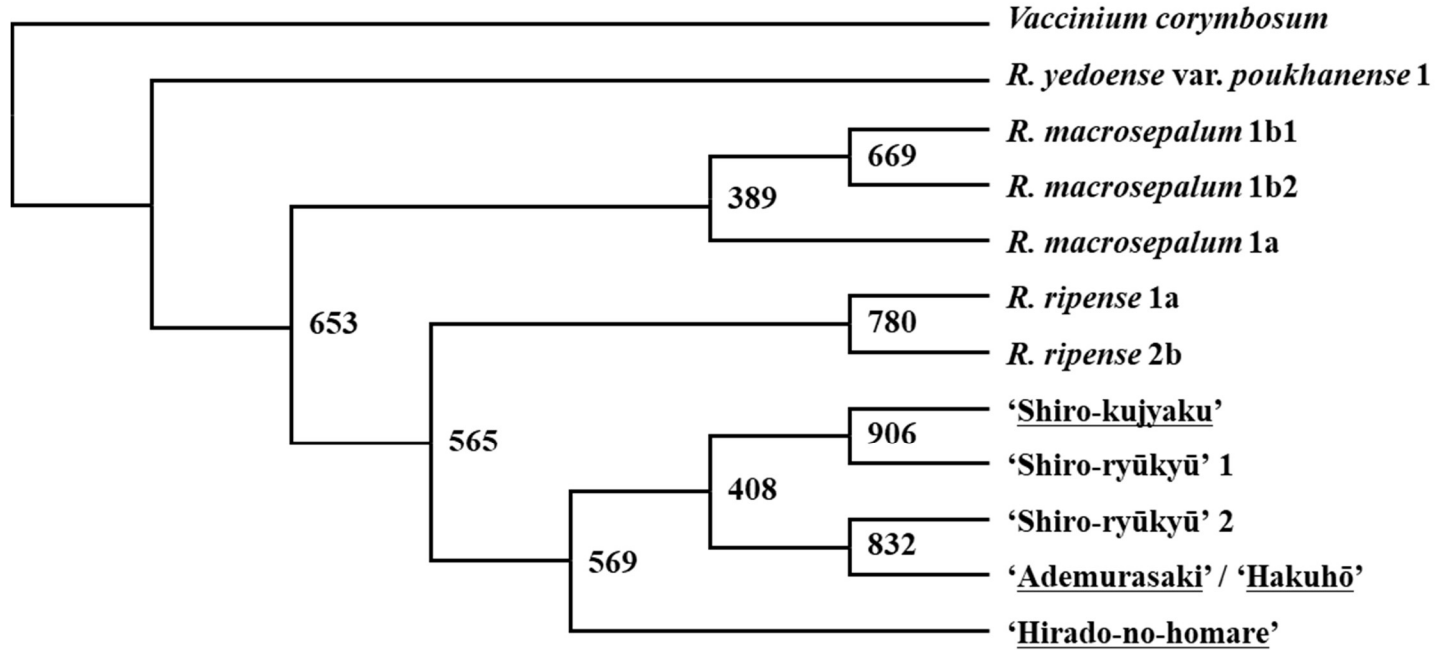 Vaccinium corymbosum
R. yedoense var. poukhanense 1
R. macrosepalum 1b1
669
R. macrosepalum 1b2
389
R. macrosepalum 1a
R. ripense 1a
653
780
R. ripense 2b
‘Shiro-kujyaku’
906
565
‘Shiro-ryūkyū’ 1
408
‘Shiro-ryūkyū’ 2
832
569
‘Ademurasaki’ / ‘Hakuhō’
‘Hirado-no-homare’